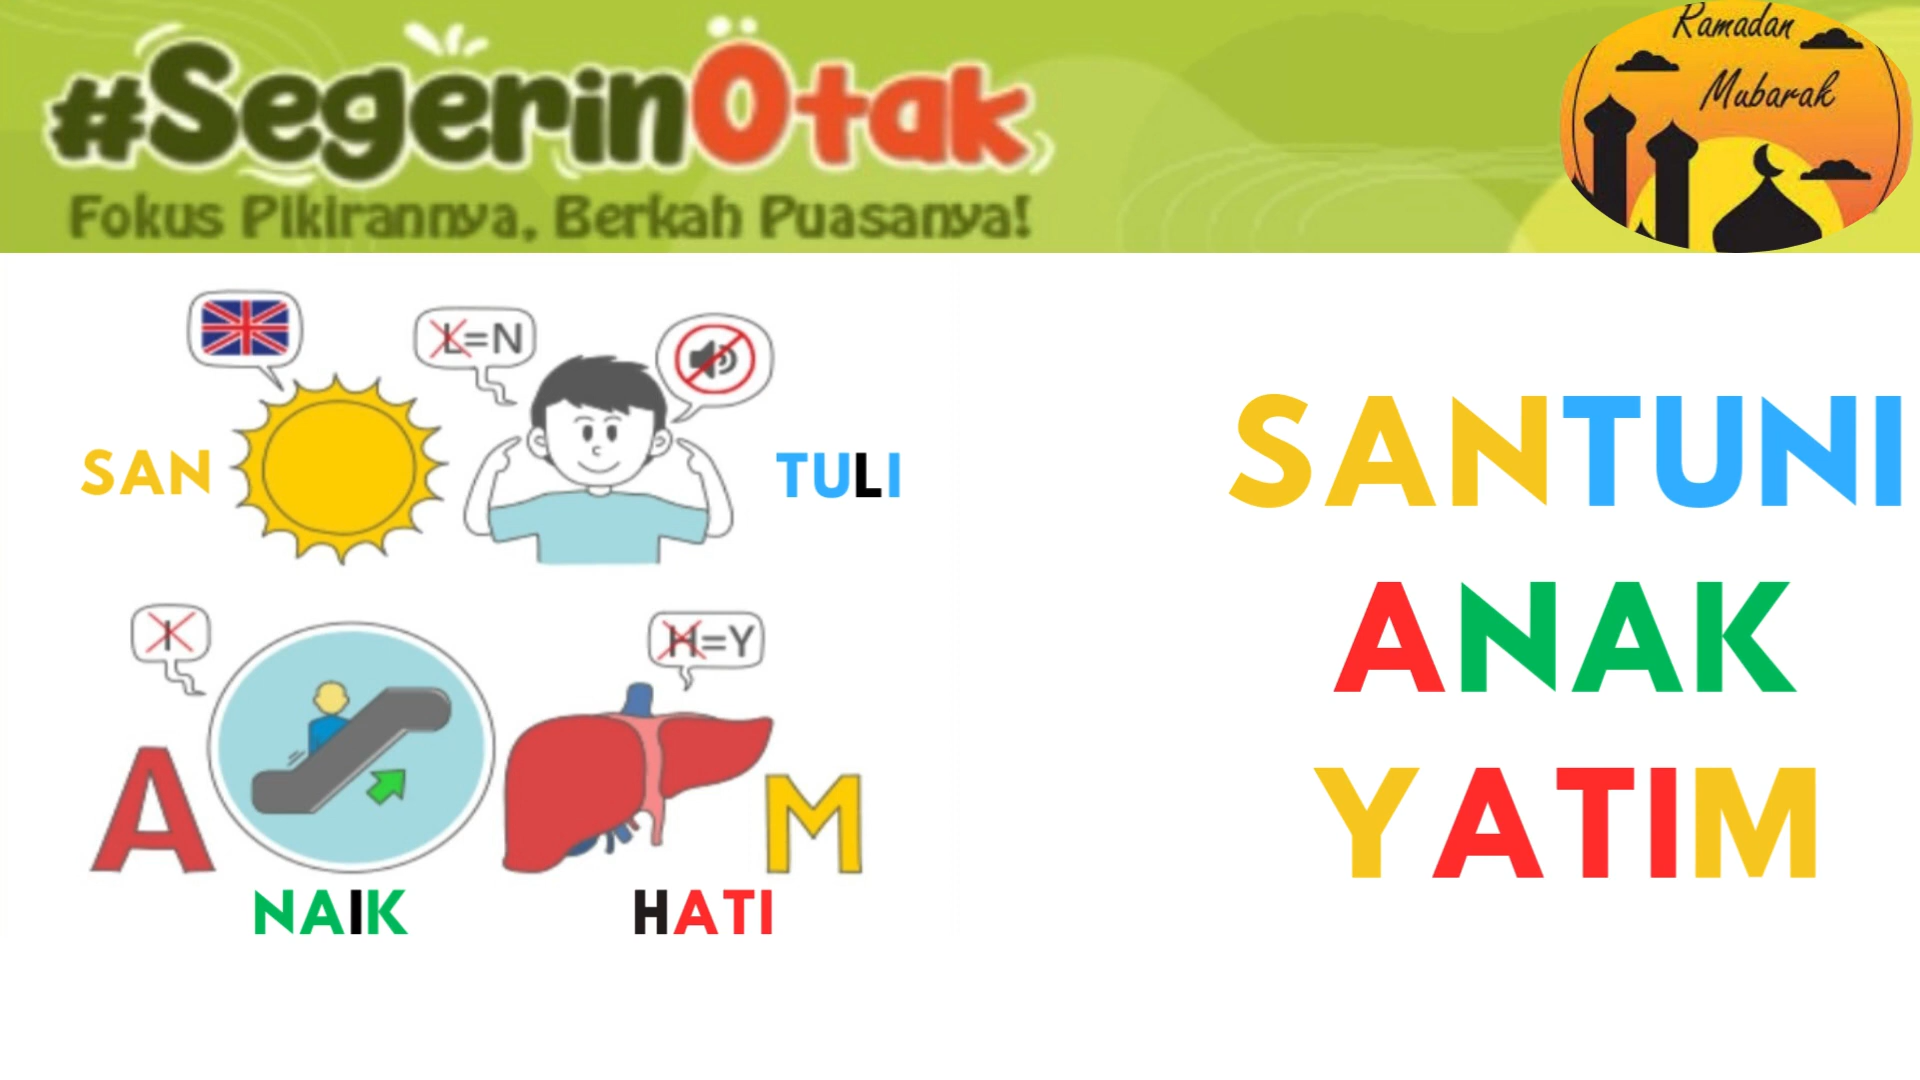 #SegerinOtak
Fokus Pikirannya, Berkah Puasanya!
Ramadan
Mubarak
L=N
SAN
TULI
I
H=Y
A
M
NAIK
HATI
SANTUNI
ANAK
YATIM